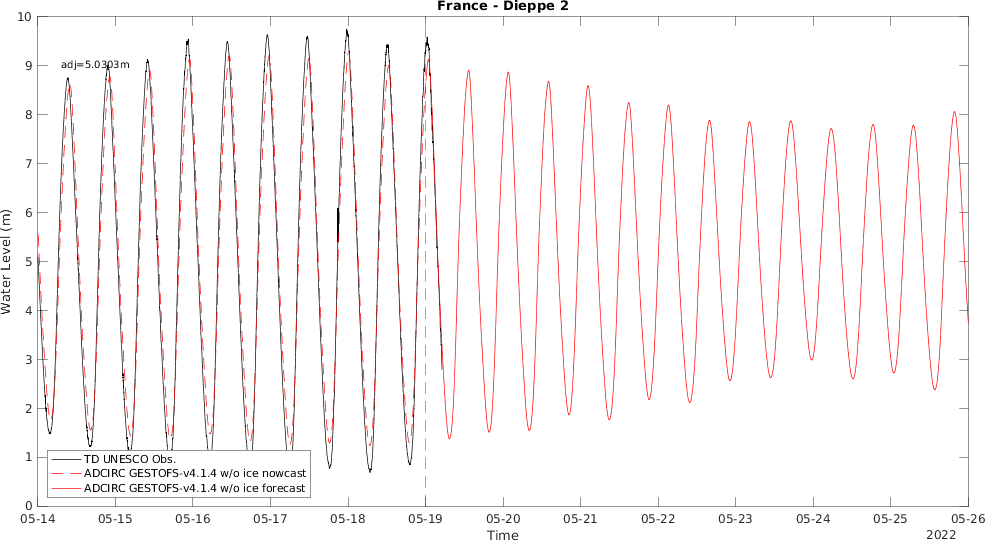 France - Dieppe 2
10
9
8
7
6
5
4
3
2
1
0
Water Level (m)
adj=5.0303m
TD UNESCO Obs.
ADCIRC GESTOFS-v4.1.4 w/o ice nowcast
ADCIRC GESTOFS-v4.1.4 w/o ice forecast
05-14 05-15 05-16 05-17 05-18 05-19 05-20 05-21 05-22 05-23 05-24 05-25 05-26
Time
2022